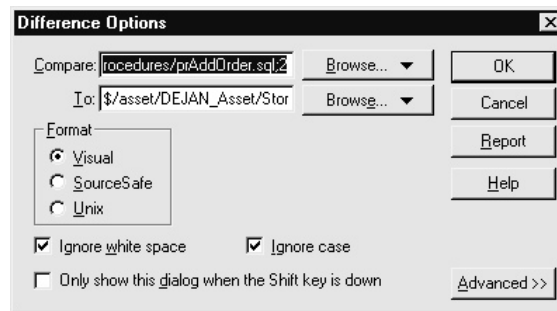 Difference Options
Compare: rocedures/prAddOrder.sql;2 Browse... OK
To: $/asset/DEJAN_Asset/Stor Browse... Cancel
Format
Visual
SourceSafe
Unix
Report
Help
Ignore white space Ignore case
Only show this dialog when the Shift key is down Advanced >>